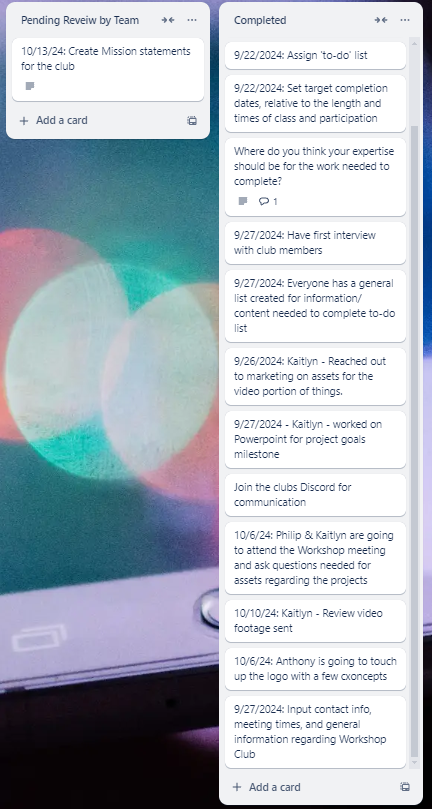 Pending Reveiw by Team
10/13/24: Create Mission statements
for the club
Add a card
Completed
9/22/2024: Assign 'to-do' list
9/22/2024: Set target completion
dates, relative to the length and
times of class and participation
Where do you think your expertise
should be for the work needed to
complete?
1
9/27/2024: Have first interview
with club members
9/27/2024: Everyone has a general
list created for information/
content needed to complete to-do
list
9/26/2024: Kaitlyn - Reached out
to marketing on assets for the
video portion of things.
9/27/2024 - Kaitlyn - worked on
Powerpoint for project goals
milestone
Join the clubs Discord for
communication
10/6/24: Philip & Kaitlyn are going
to attend the Workshop meeting
and ask questions needed for
assets regarding the projects
10/10/24: Kaitlyn - Review video
footage sent
10/6/24: Anthony is going to touch
up the logo with a few cxoncepts
9/27/2024: Input contact info,
meeting times, and general
information regarding Workshop
Club
Add a card